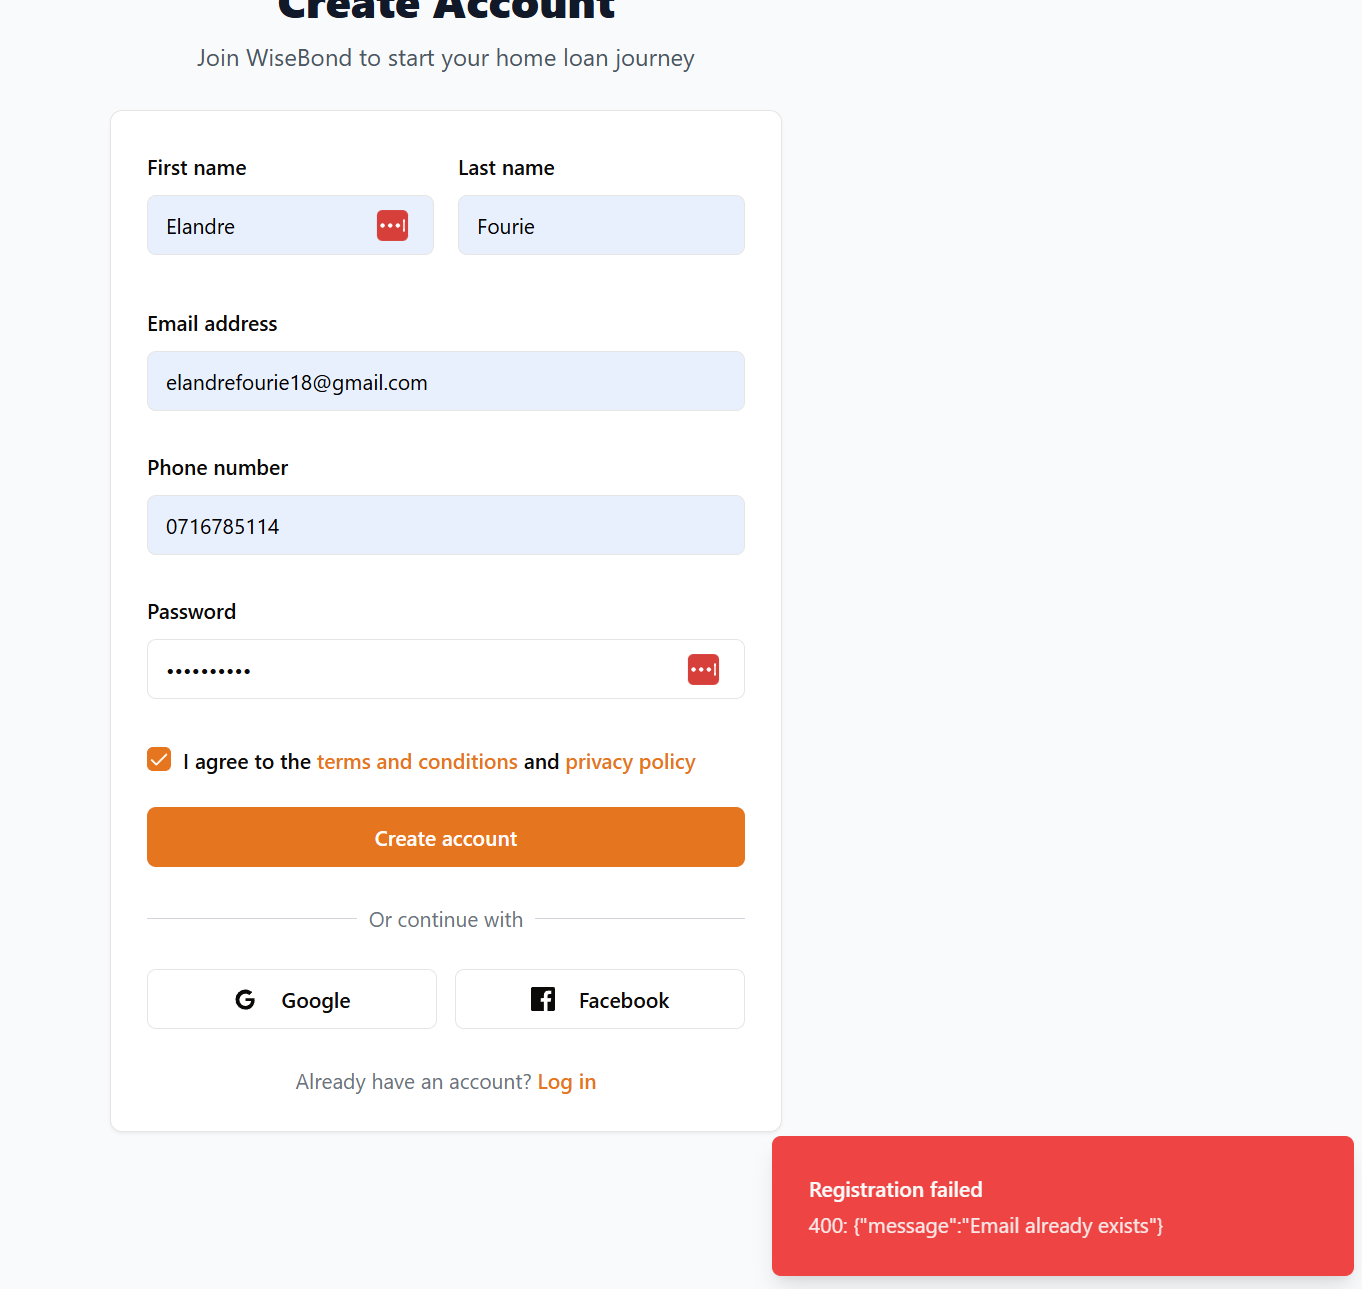 Create Account
Join WiseBond to start your home loan journey
First name
Last name
Elandre
Fourie
Email address
elandrefourie18@gmail.com
Phone number
0716785114
Password
••••••••••
I agree to the terms and conditions and privacy policy
Create account
Or continue with
Google
Facebook
Already have an account? Log in
Registration failed
400: {"message":"Email already exists"}